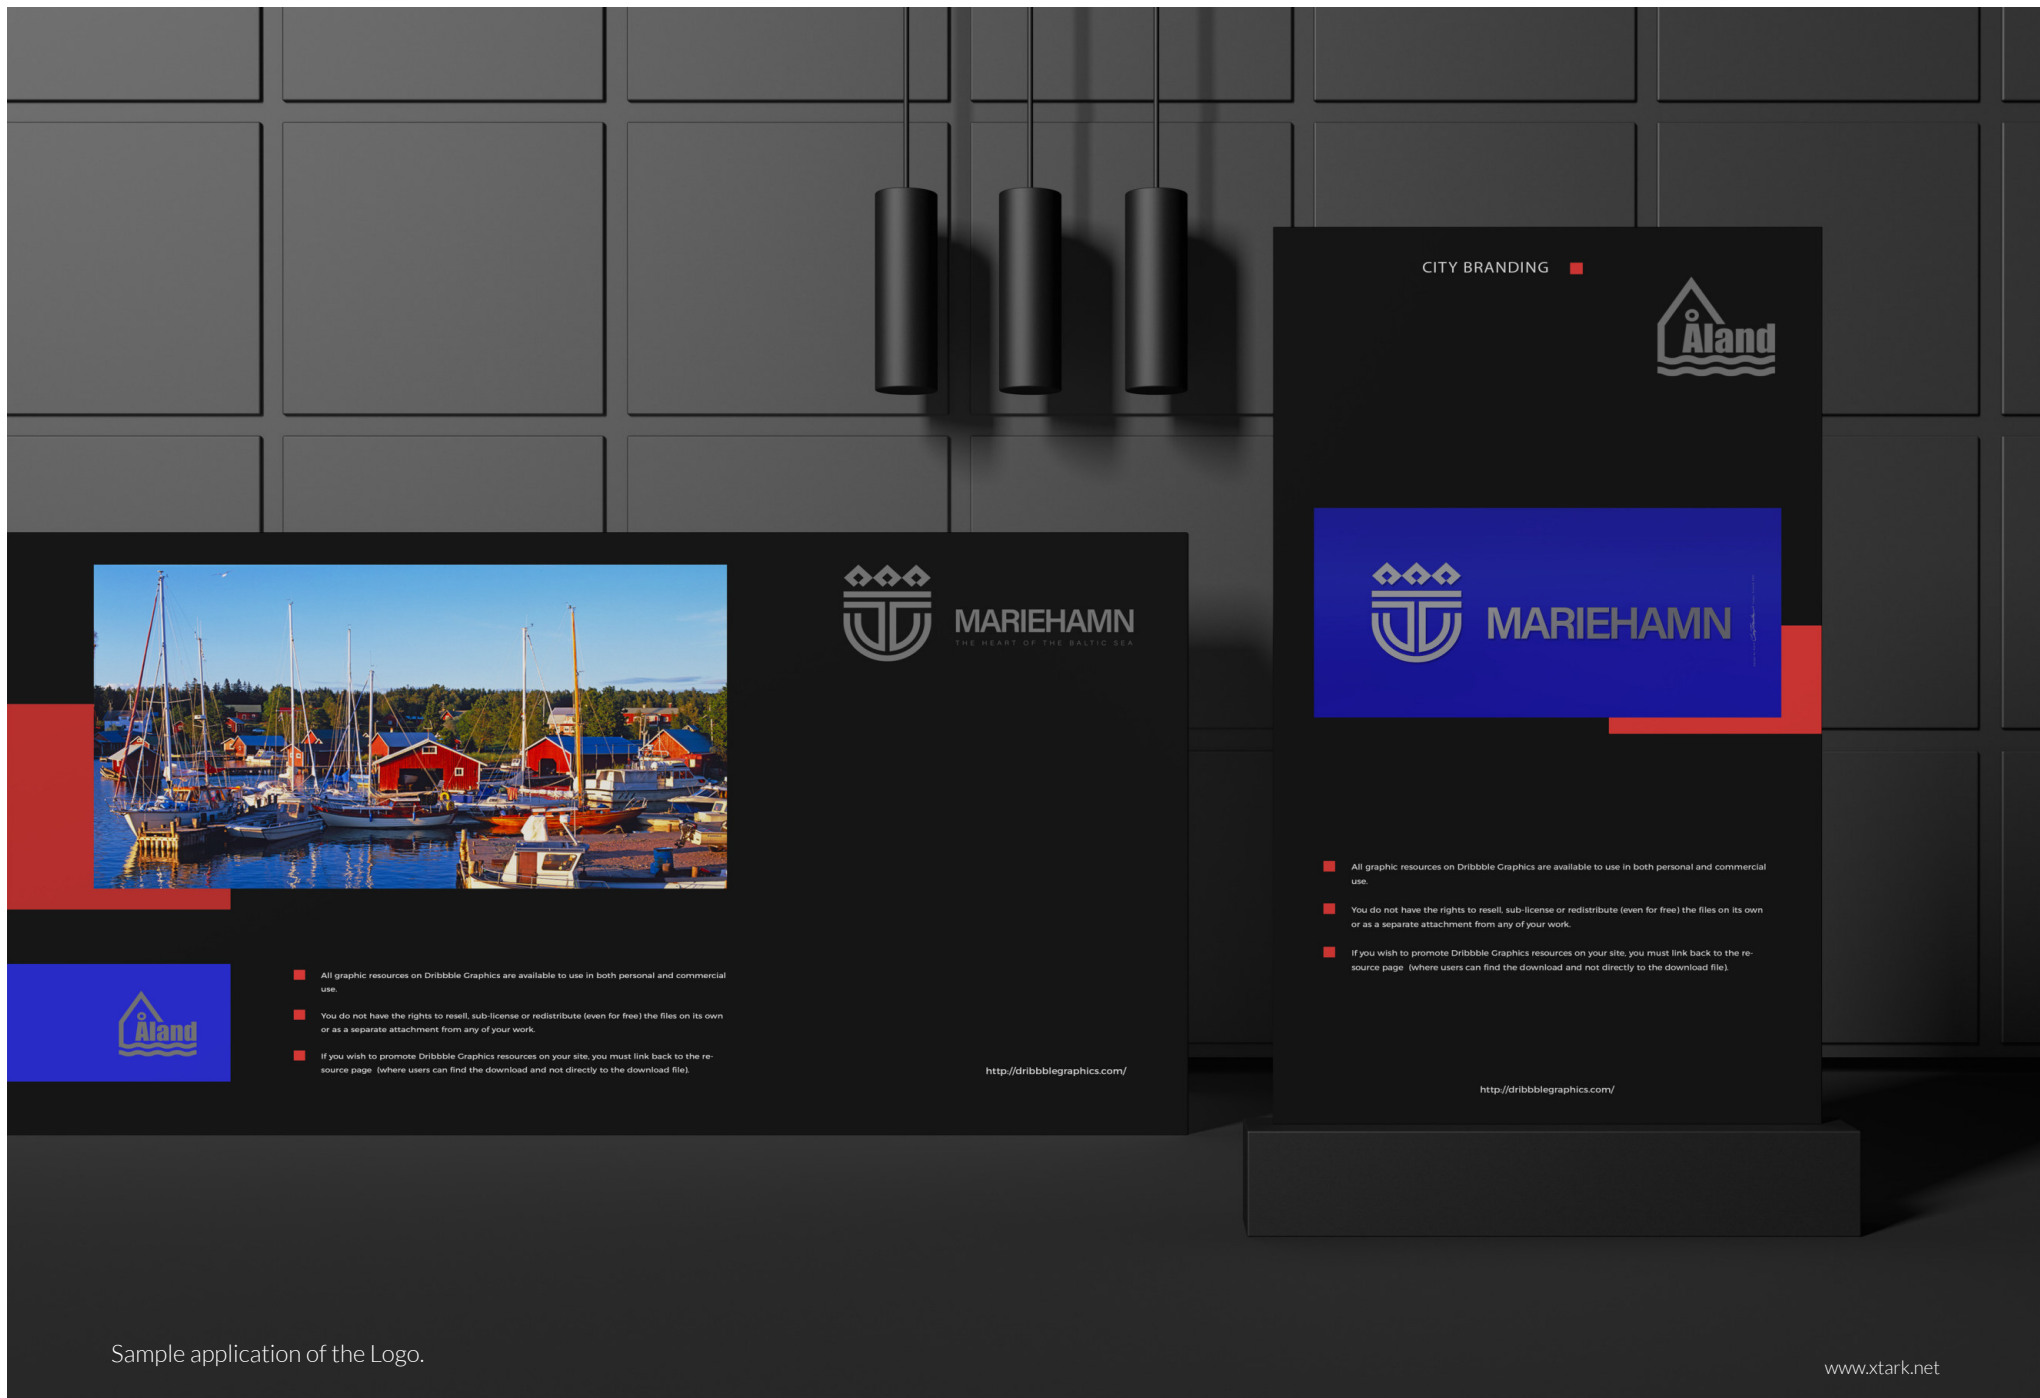 CITY BRANDING
Åland
MARIEHAMN
THE HEART OF THE BALTIC SEA
MARIEHAMN
All graphic resources on Dribbble Graphics are available to use in both personal and commercial
use.
You do not have the rights to resell, sub-license or redistribute (even for free) the files on its own
or as a separate attachment from any of your work.
If you wish to promote Dribbble Graphics resources on your site, you must link back to the re-
source page (where users can find the download and not directly to the download file).
http://dribbblegraphics.com/
Åland
All graphic resources on Dribbble Graphics are available to use in both personal and commercial
use.
You do not have the rights to resell, sub-license or redistribute (even for free) the files on its own
or as a separate attachment from any of your work.
If you wish to promote Dribbble Graphics resources on your site, you must link back to the re-
source page (where users can find the download and not directly to the download file).
http://dribbblegraphics.com/
Sample application of the Logo.
www.xtark.net